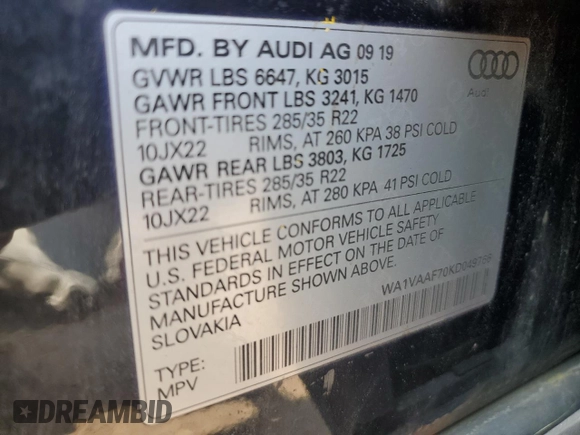 MFD. BY AUDI AG 09 19
GVWR LBS 6647, KG 3015
GAWR FRONT LBS 3241, KG 1470
FRONT-TIRES 285/35 R22
10JX22 RIMS, AT 260 KPA 38 PSI COLD
GAWR REAR LBS 3803, KG 1725
REAR-TIRES 285/35 R22
10JX22 RIMS, AT 280 KPA 41 PSI COLD
THIS VEHICLE CONFORMS TO ALL APPLICABLE
U.S. FEDERAL MOTOR VEHICLE SAFETY
STANDARDS IN EFFECT ON THE DATE OF
MANUFACTURE SHOWN ABOVE.
SLOVAKIA
TYPE:
MPV
Audi
DREAMBID